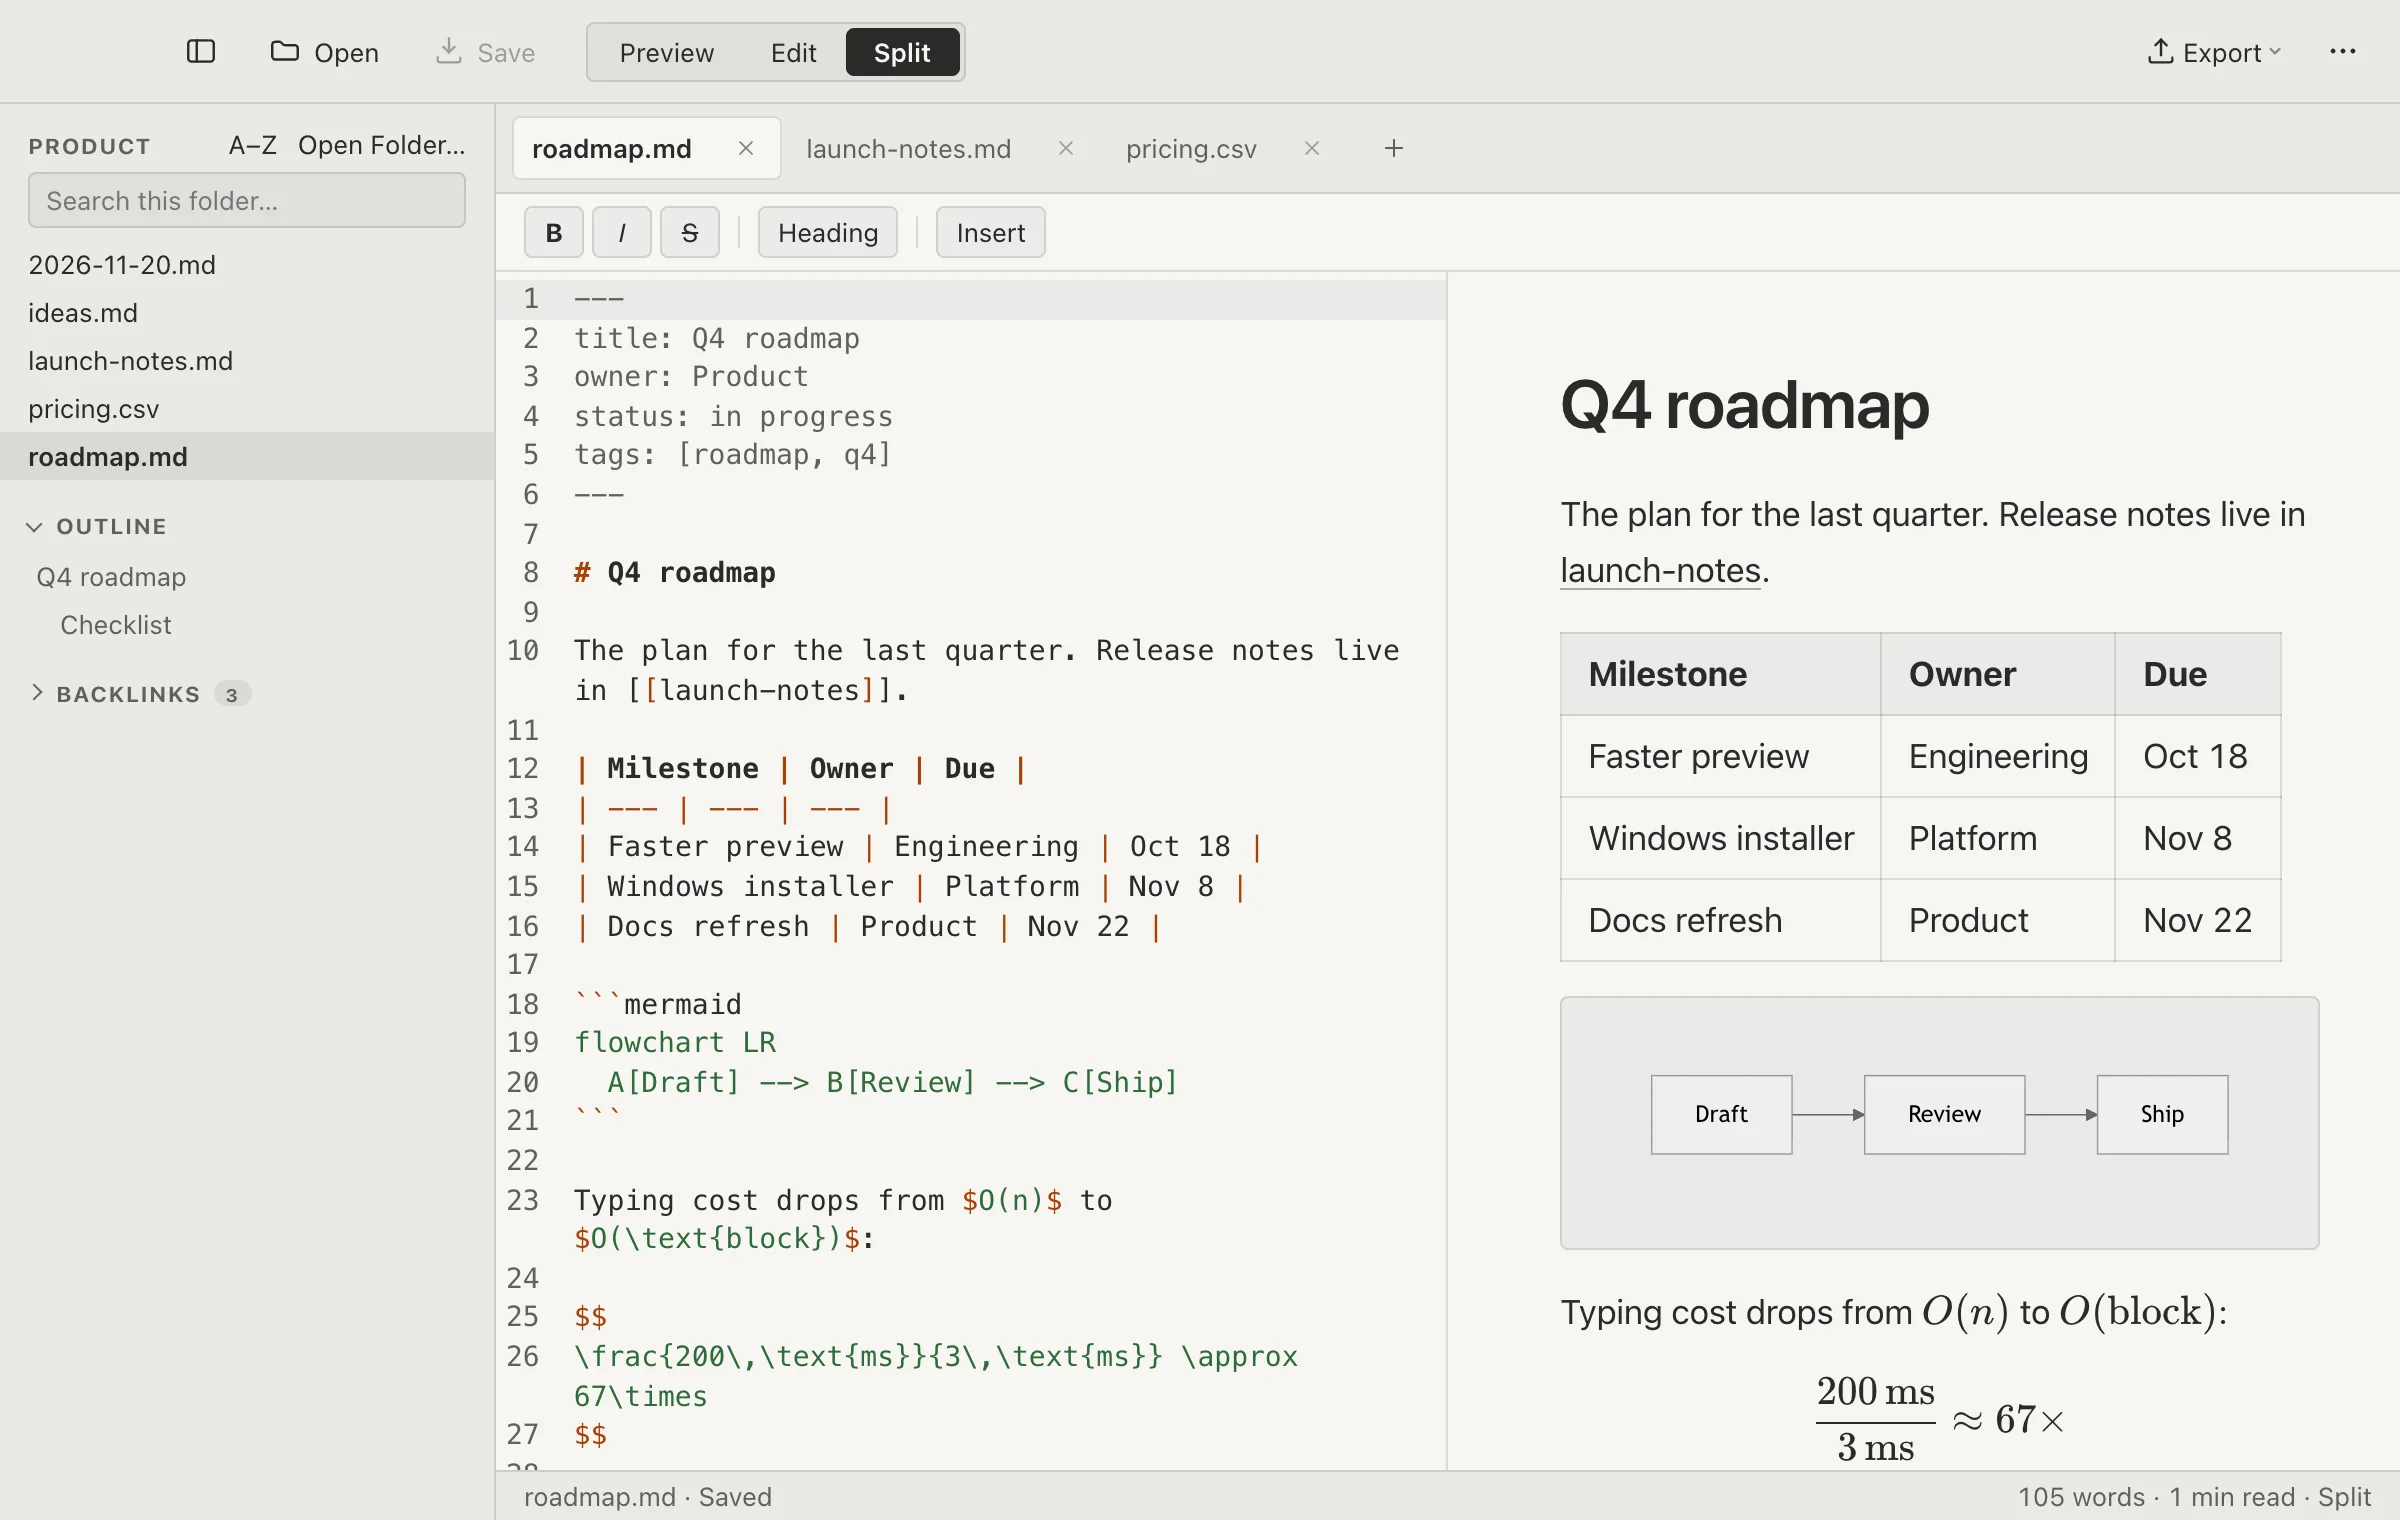 Open Save Preview Edit Split Export
PRODUCT A–Z Open Folder...
Search this folder...
2026-11-20.md
ideas.md
launch-notes.md
pricing.csv
roadmap.md
OUTLINE
Q4 roadmap
Checklist
BACKLINKS 3
roadmap.md launch-notes.md pricing.csv
B I S Heading Insert
1 ---
2 title: Q4 roadmap
3 owner: Product
4 status: in progress
5 tags: [roadmap, q4]
6 ---
7
8 # Q4 roadmap
9
10 The plan for the last quarter. Release notes live
in [[launch-notes]].
11
12 | Milestone | Owner | Due |
13 | --- | --- | --- |
14 | Faster preview | Engineering | Oct 18 |
15 | Windows installer | Platform | Nov 8 |
16 | Docs refresh | Product | Nov 22 |
17
18 ```mermaid
19 flowchart LR
20   A[Draft] --> B[Review] --> C[Ship]
21 ```
22
23 Typing cost drops from $O(n)$ to
$O(\text{block})$:
24
25 $$
26 \frac{200\,\text{ms}}{3\,\text{ms}} \approx
67\times
27 $$
Q4 roadmap
The plan for the last quarter. Release notes live in
launch-notes.
Milestone Owner Due
Faster preview Engineering Oct 18
Windows installer Platform Nov 8
Docs refresh Product Nov 22
Draft Review Ship
Typing cost drops from O(n) to O(block):
200 ms
≈ 67×
3 ms
roadmap.md · Saved
105 words · 1 min read · Split